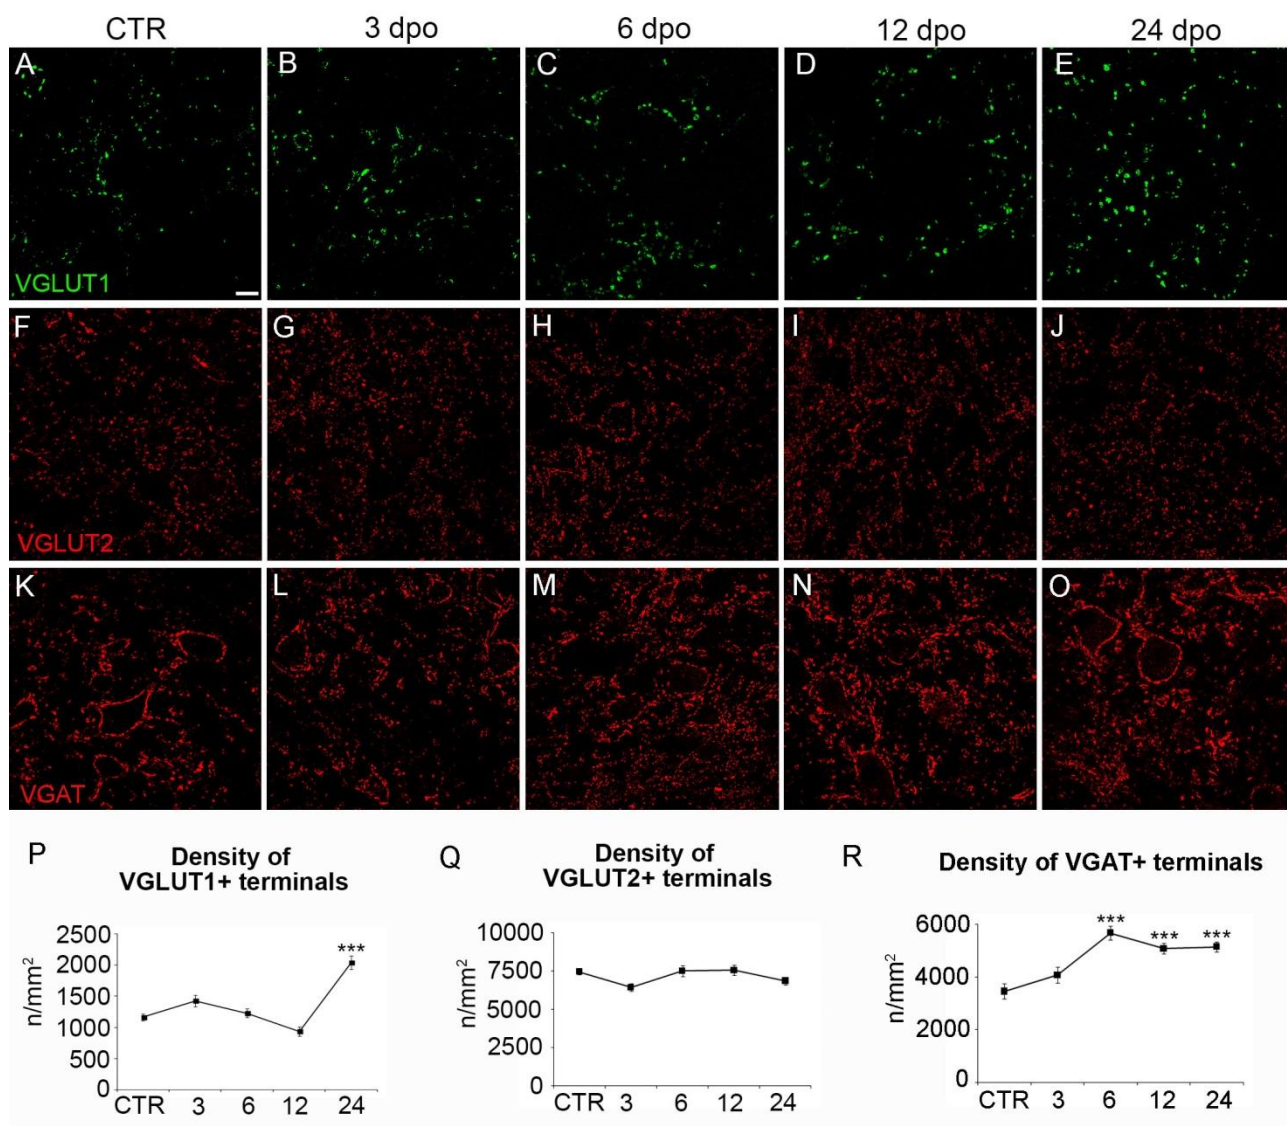 CTR 3 dpo 6 dpo 12 dpo 24 dpo
A B C D E
VGLUT1
F G H I J
VGLUT2
K L M N O
VGAT
P Density of
VGLUT1+ terminals
n/mm²
2500
2000
1500
1000
500
0
***
CTR 3 6 12 24
Q Density of
VGLUT2+ terminals
n/mm²
10000
7500
5000
2500
0
CTR 3 6 12 24
R Density of VGAT+ terminals
n/mm²
6000
4000
2000
0
*** *** ***
CTR 3 6 12 24